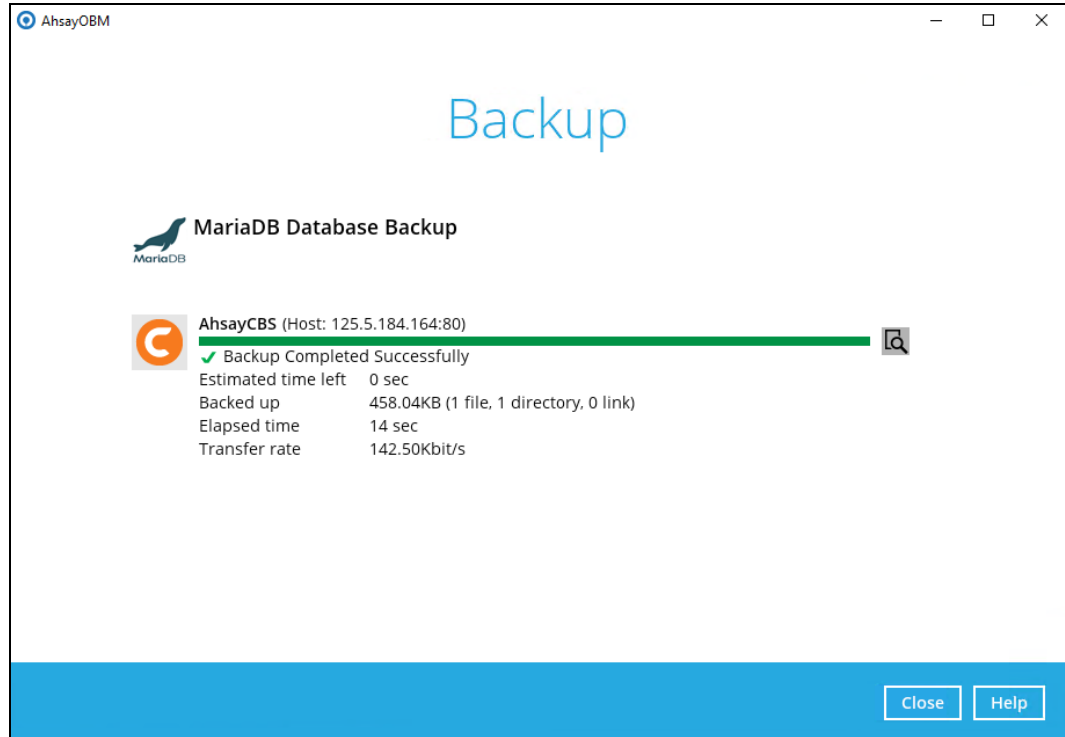 AhsayOBM
Backup
MariaDB Database Backup
MariaDB
AhsayCBS (Host: 125.5.184.164:80)
Backup Completed Successfully
Estimated time left 0 sec
Backed up 458.04KB (1 file, 1 directory, 0 link)
Elapsed time 14 sec
Transfer rate 142.50Kbit/s
Close Help